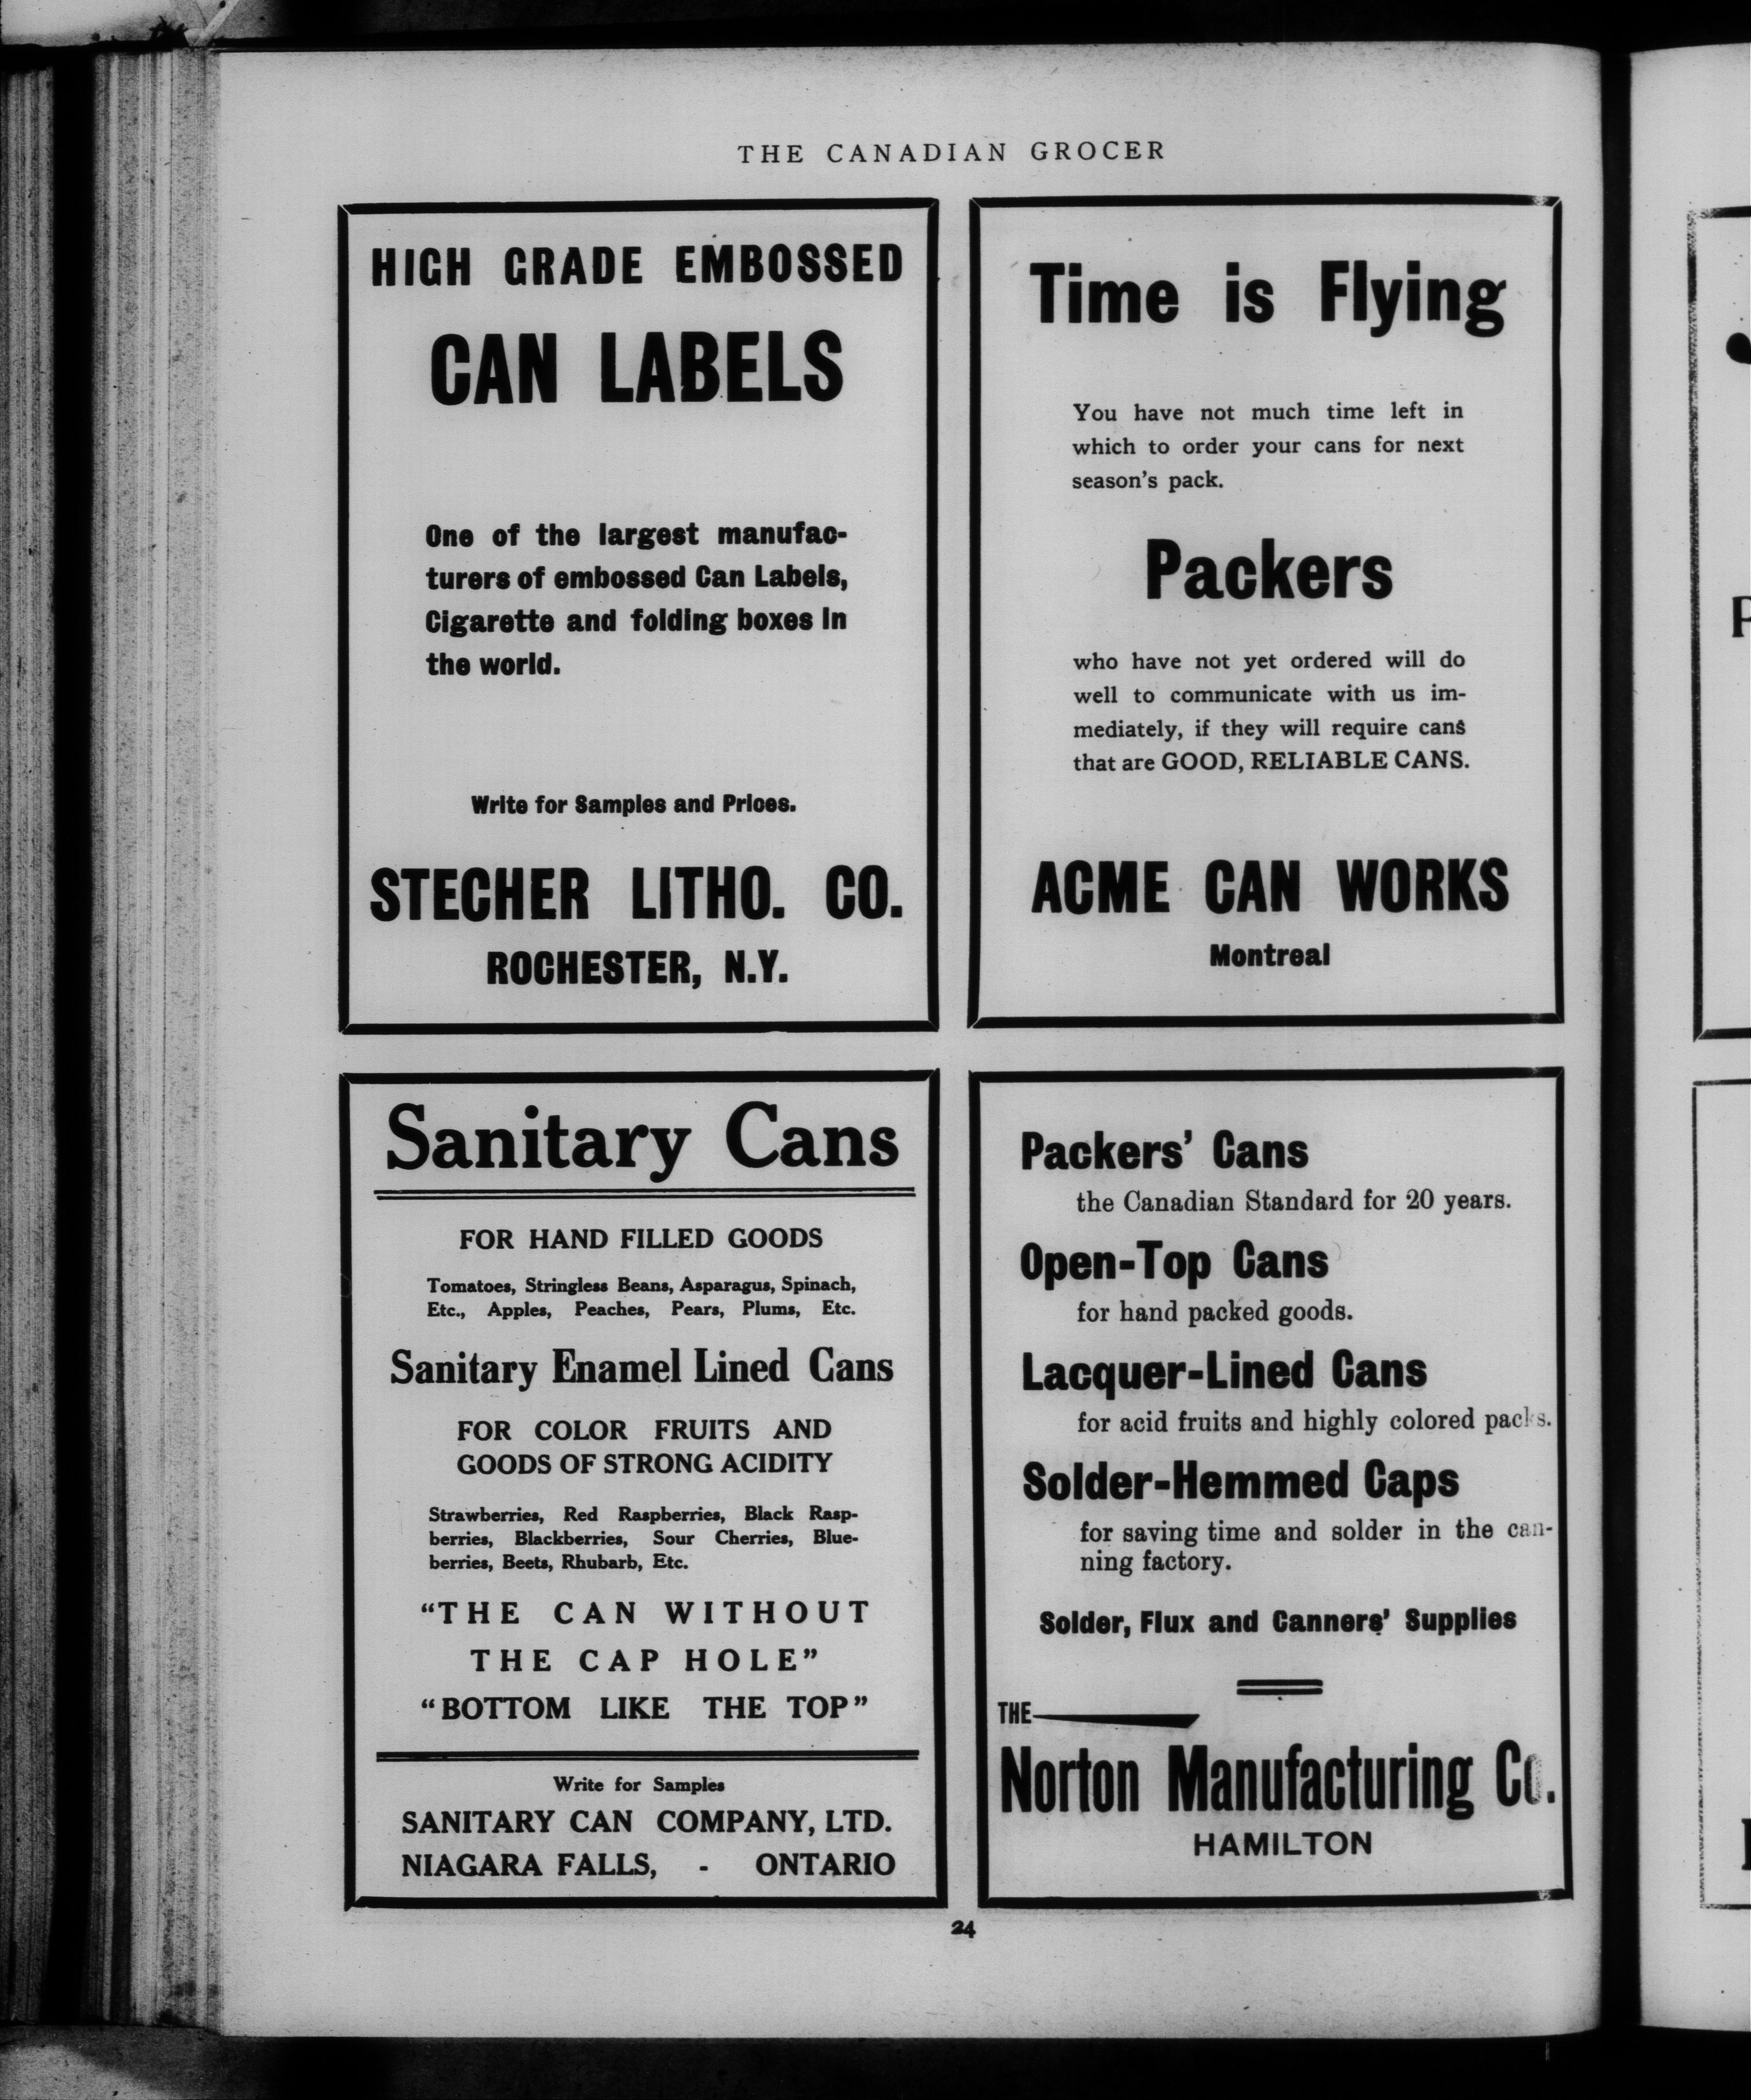 THE CANADIAN GROCER
HIGH GRADE EMBOSSED
CAN LABELS
One of the largest manufac-
turers of embossed Can Labels,
Cigarette and folding boxes in
the world.
Write for Samples and Prices.
STECHER LITHO. CO.
ROCHESTER, N.Y.
Time is Flying
You have not much time left in
which to order your cans for next
season's pack.
Packers
who have not yet ordered will do
well to communicate with us im-
mediately, if they will require cans
that are GOOD, RELIABLE CANS.
ACME CAN WORKS
Montreal
Sanitary Cans
FOR HAND FILLED GOODS
Tomatoes, Stringless Beans, Asparagus, Spinach,
Etc., Apples, Peaches, Pears, Plums, Etc.
Sanitary Enamel Lined Cans
FOR COLOR FRUITS AND
GOODS OF STRONG ACIDITY
Strawberries, Red Raspberries, Black Rasp-
berries, Blackberries, Sour Cherries, Blue-
berries, Beets, Rhubarb, Etc.
"THE CAN WITHOUT
THE CAP HOLE"
"BOTTOM LIKE THE TOP"
Write for Samples
SANITARY CAN COMPANY, LTD.
NIAGARA FALLS, - ONTARIO
Packers' Cans
the Canadian Standard for 20 years.
Open-Top Cans
for hand packed goods.
Lacquer-Lined Cans
for acid fruits and highly colored packs.
Solder-Hemmed Caps
for saving time and solder in the can-
ning factory.
Solder, Flux and Canners' Supplies
THE
Norton Manufacturing Co.
HAMILTON
24